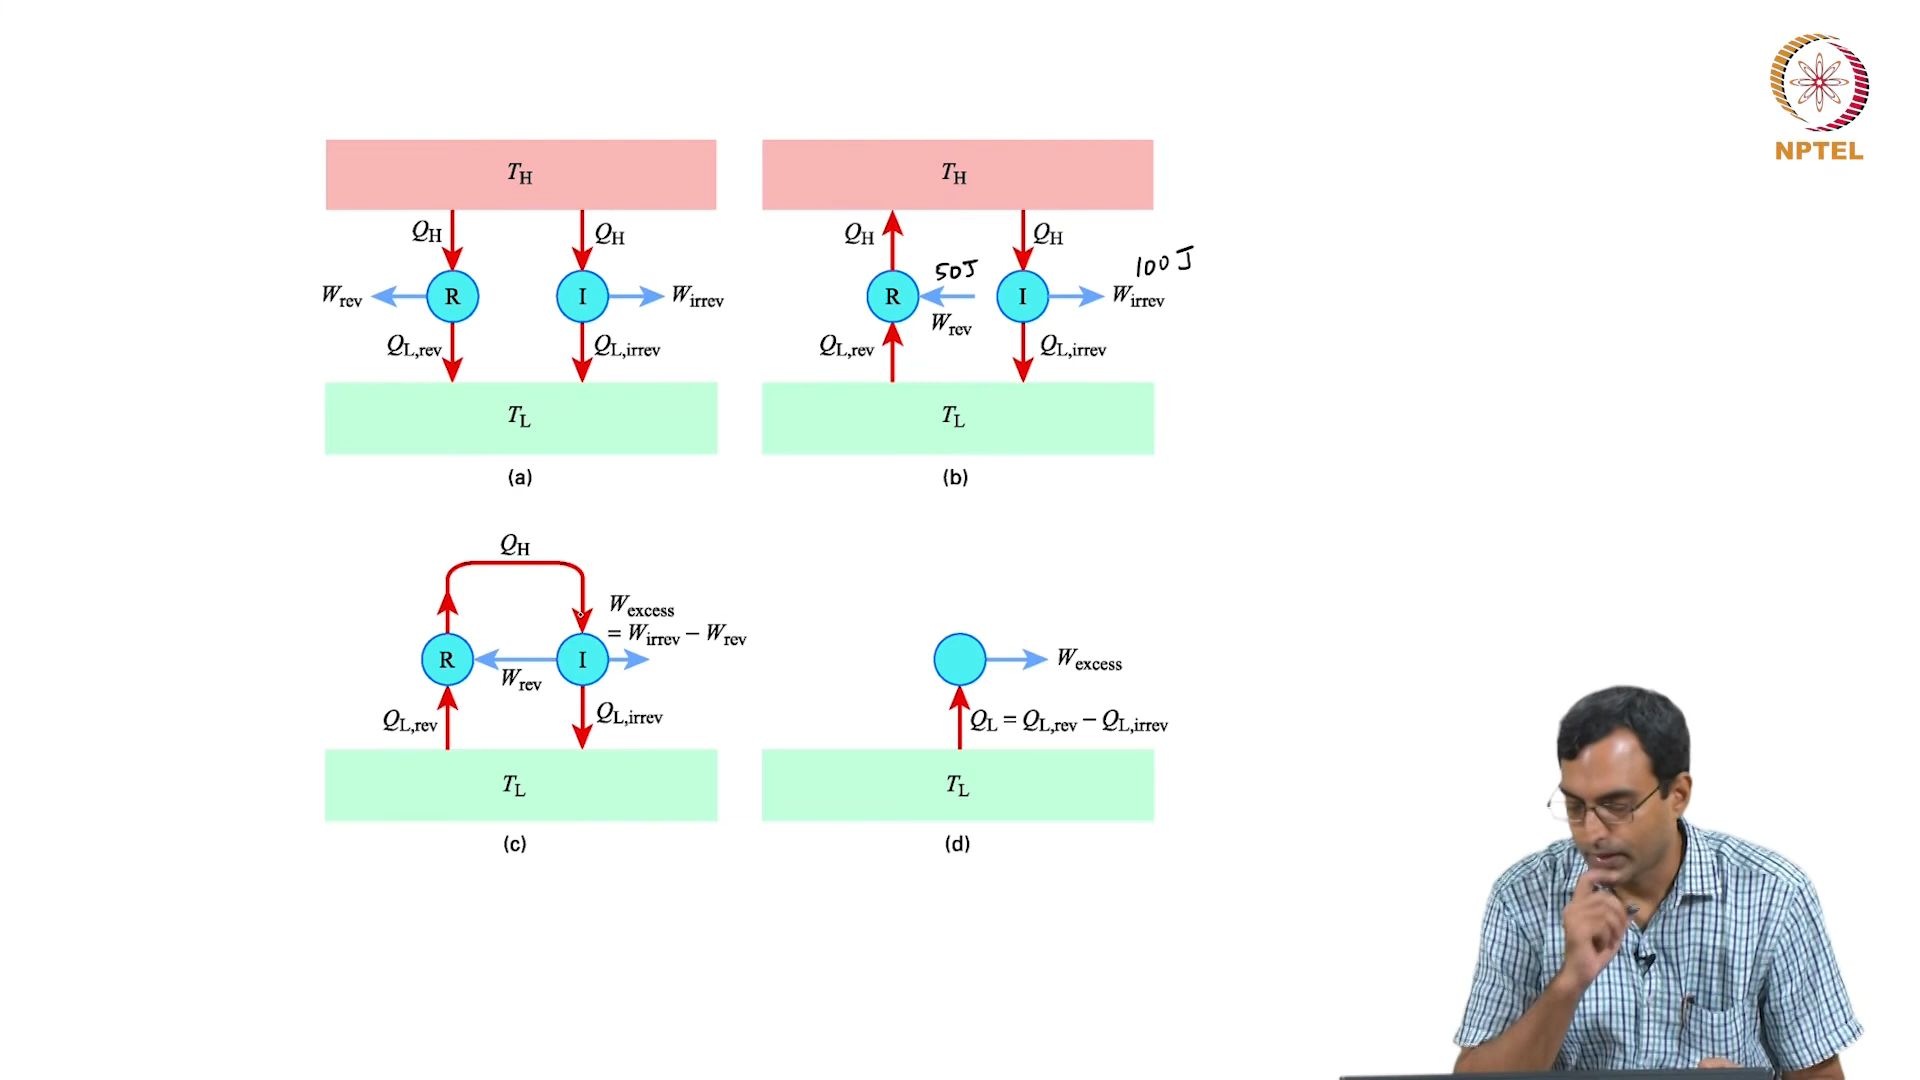 NPTEL
T_H
Q_H
Q_H
W_rev
R
I
W_irrev
Q_L,rev
Q_L,irrev
T_L
(a)
T_H
Q_H
Q_H
50J
100 J
R
I
W_rev
W_irrev
Q_L,rev
Q_L,irrev
T_L
(b)
Q_H
W_excess
= W_irrev − W_rev
R
I
W_rev
Q_L,rev
Q_L,irrev
T_L
(c)
W_excess
Q_L = Q_L,rev − Q_L,irrev
T_L
(d)